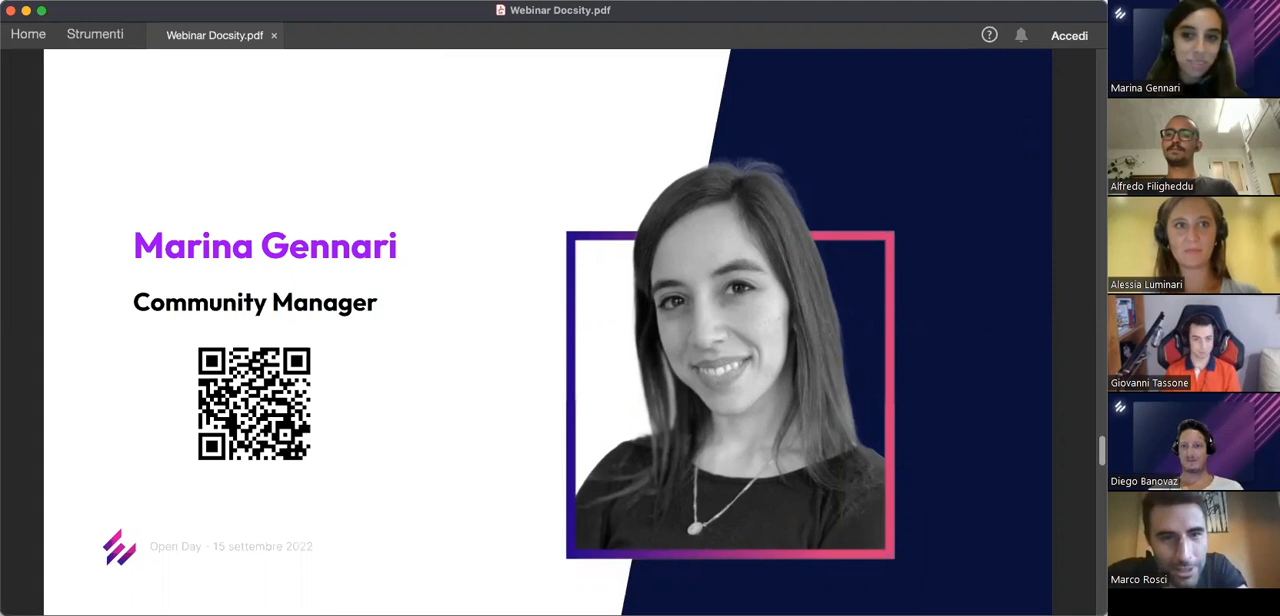 Webinar Docsity.pdf
Home Strumenti Webinar Docsity.pdf × ? Accedi
Marina Gennari
Community Manager
Open Day - 15 settembre 2022
Marina Gennari
Alfredo Filigheddu
Alessia Luminari
Giovanni Tassone
Diego Banovaz
Marco Rosci